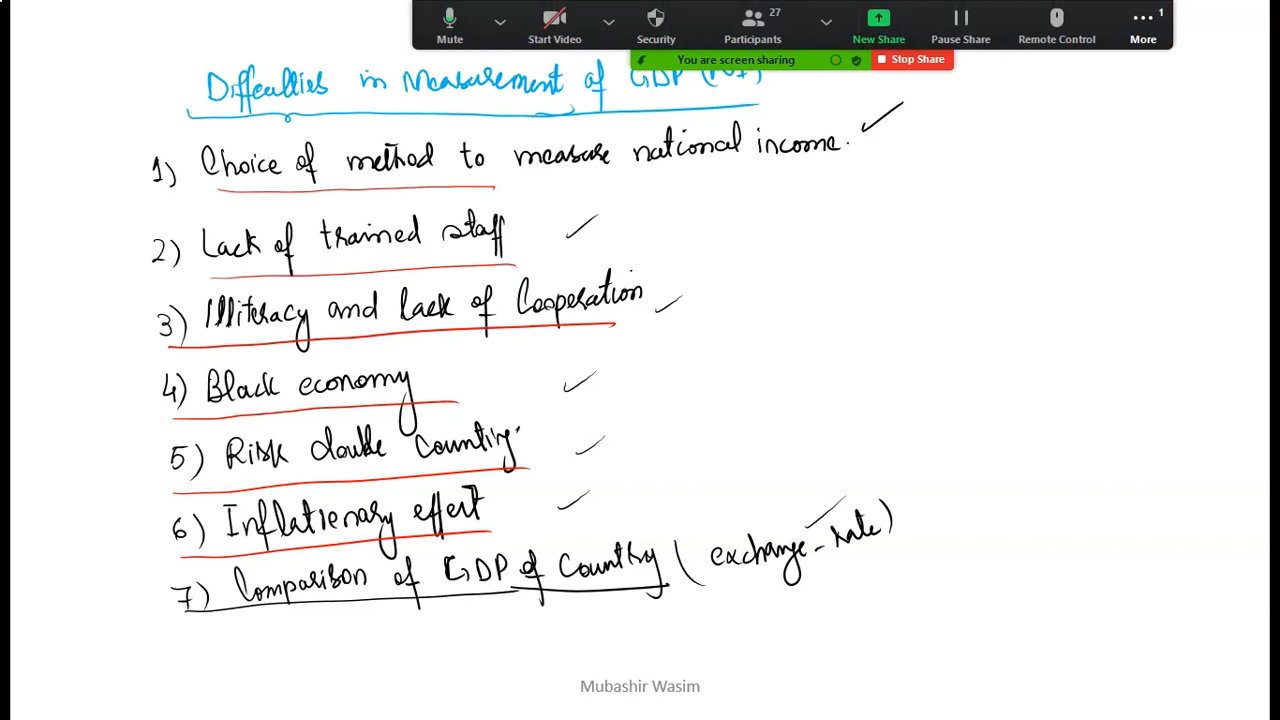 27
1
Mute Start Video Security Participants New Share Pause Share Remote Control More
You are screen sharing Stop Share
Difficulties in Measurement of GDP
1) Choice of method to measure national income.
2) Lack of trained staff
3) Illiteracy and lack of Cooperation
4) Black economy
5) Risk double Counting.
6) Inflationary effect
7) Comparison of GDP of Country ( exchange-rate)
Mubashir Wasim